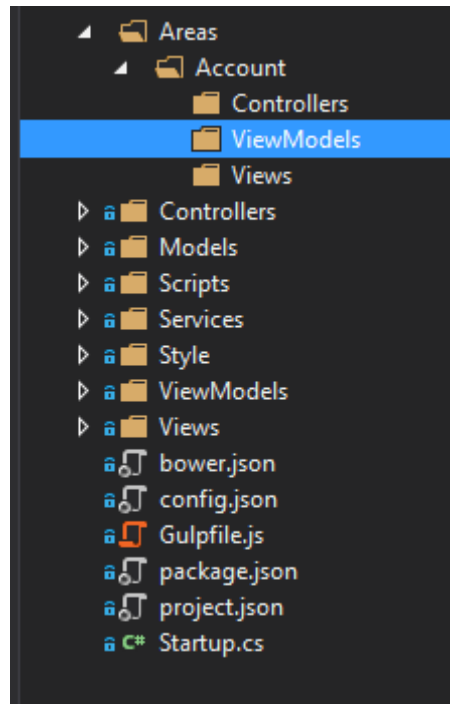 Areas
Account
Controllers
ViewModels
Views
Controllers
Models
Scripts
Services
Style
ViewModels
Views
bower.json
config.json
Gulpfile.js
package.json
project.json
C# Startup.cs